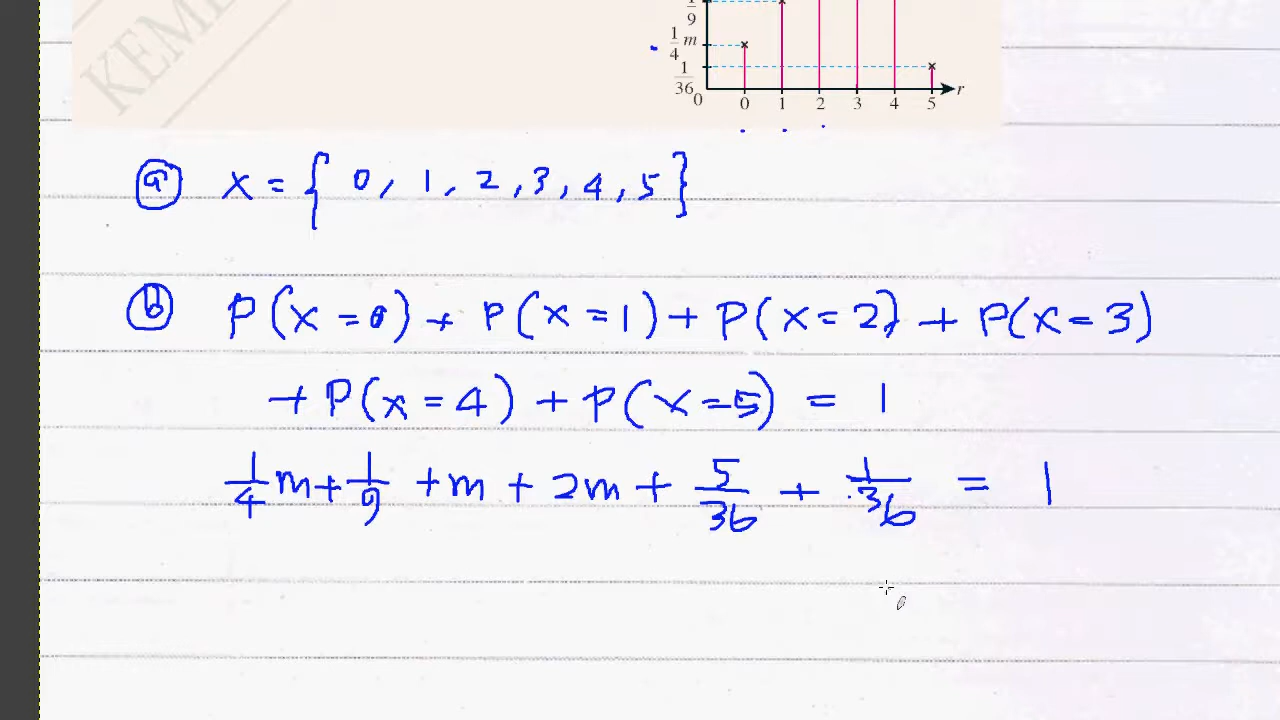 KEME
1/9
1/4 m
1/36
0
0 1 2 3 4 5 r
(a) X = { 0, 1, 2, 3, 4, 5 }
(b) P(X = 0) + P(X = 1) + P(X = 2) + P(X = 3)
+ P(X = 4) + P(X = 5) = 1
1/4 m + 1/9 + m + 2m + 5/36 + 1/36 = 1